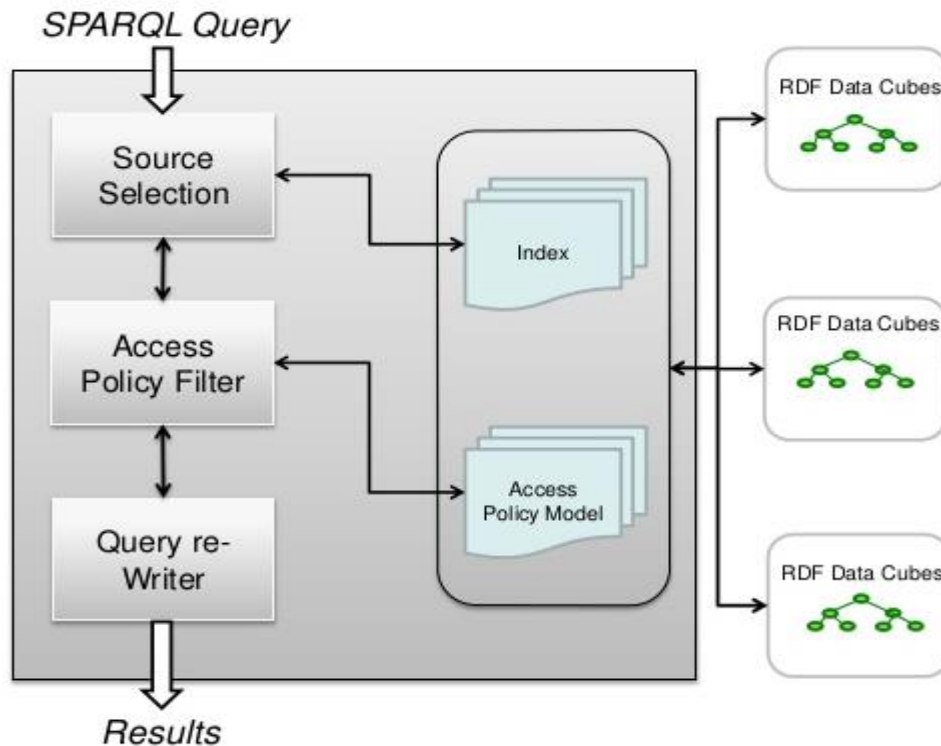 SPARQL Query
Source
Selection
Access
Policy Filter
Query re-
Writer
Results
Index
Access
Policy Model
RDF Data Cubes
RDF Data Cubes
RDF Data Cubes